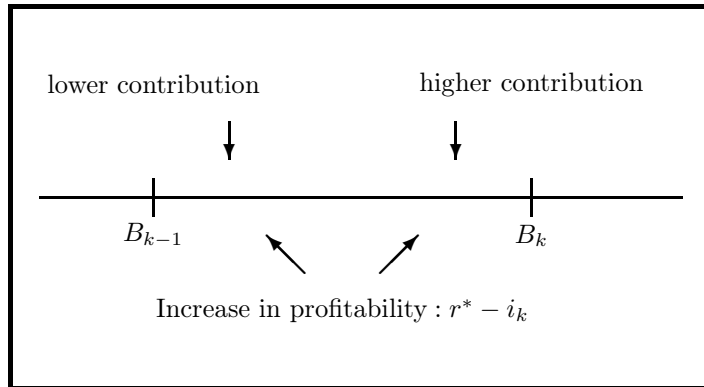 lower contribution higher contribution
B_{k-1} B_k
Increase in profitability : r* − i_k